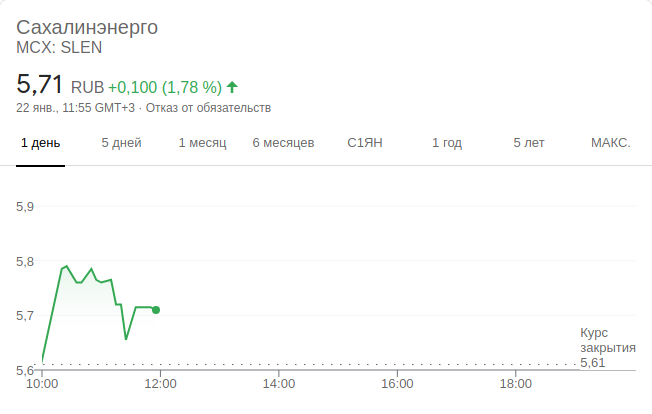 Сахалинэнерго
MCX: SLEN
5,71 RUB +0,100 (1,78 %)
22 янв., 11:55 GMT+3 · Отказ от обязательств
1 день 5 дней 1 месяц 6 месяцев С1ЯН 1 год 5 лет МАКС.
5,9
5,8
5,7
Курс
закрытия
5,61
5,6
10:00 12:00 14:00 16:00 18:00